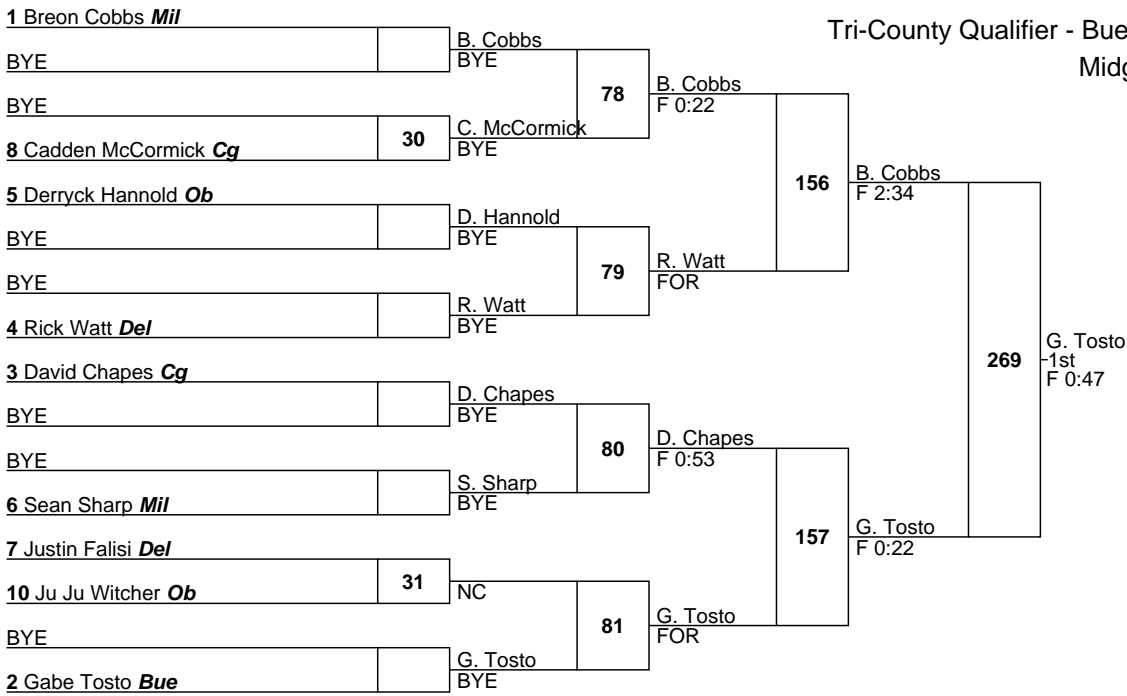 Tri-County Qualifier - Bue
Midg
1 Breon Cobbs Mil
BYE
BYE
8 Cadden McCormick Cg
5 Derryck Hannold Ob
BYE
BYE
4 Rick Watt Del
3 David Chapes Cg
BYE
BYE
6 Sean Sharp Mil
7 Justin Falisi Del
10 Ju Ju Witcher Ob
BYE
2 Gabe Tosto Bue
30
31
B. Cobbs
BYE
C. McCormick
BYE
D. Hannold
BYE
R. Watt
BYE
D. Chapes
BYE
S. Sharp
BYE
NC
G. Tosto
BYE
78
79
80
81
B. Cobbs
F 0:22
R. Watt
FOR
D. Chapes
F 0:53
G. Tosto
FOR
156
157
B. Cobbs
F 2:34
G. Tosto
F 0:22
269
G. Tosto
1st
F 0:47